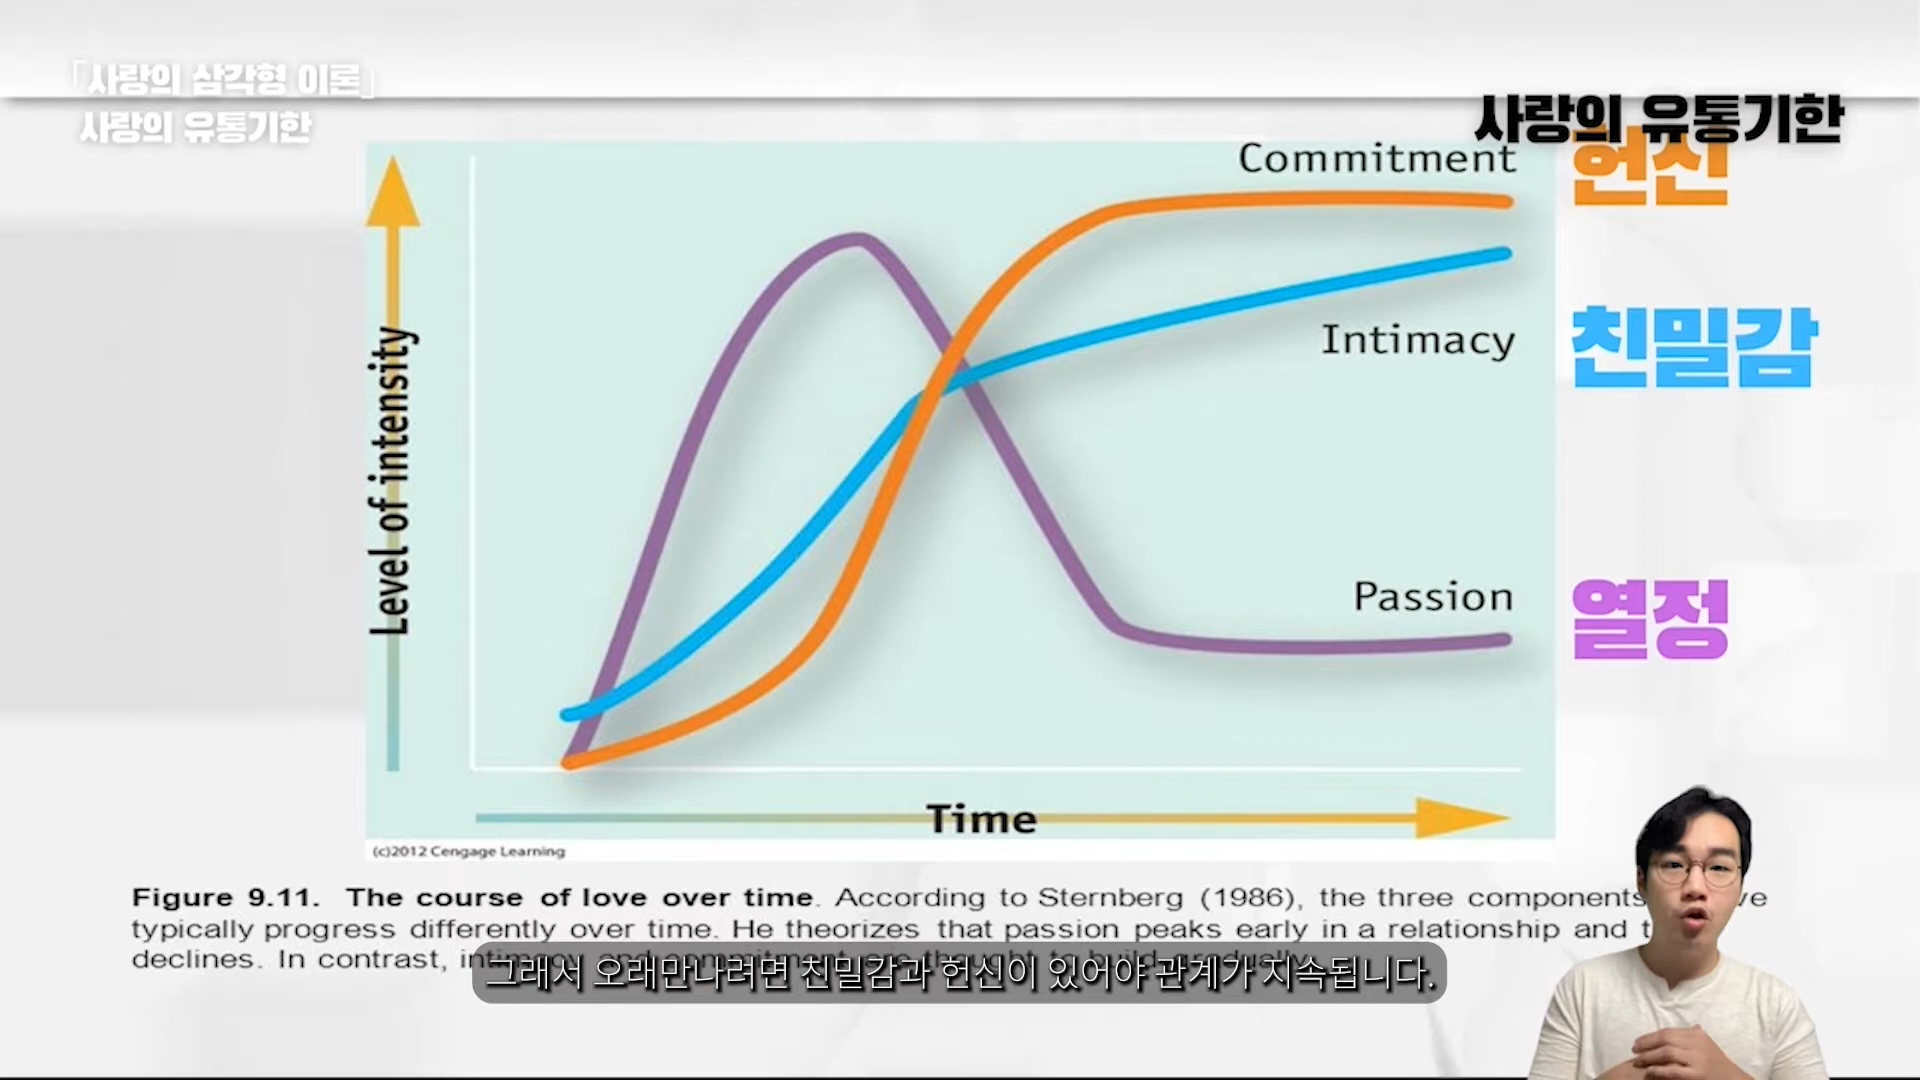 「사랑의 삼각형 이론」
사랑의 유통기한
사랑의 유통기한
헌신
Commitment
친밀감
Intimacy
열정
Passion
Level of intensity
Time
(c)2012 Cengage Learning
Figure 9.11. The course of love over time. According to Sternberg (1986), the three components
typically progress differently over time. He theorizes that passion peaks early in a relationship and
declines. In contrast, thought to build gradually.
그래서 오래만나려면 친밀감과 헌신이 있어야 관계가 지속됩니다.